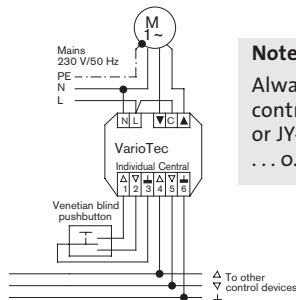 M
1~
Mains
230 V/50 Hz
PE
N
L
N L C
VarioTec
Individual Central
1 2 3 4 5 6
Venetian blind
pushbutton
To other
control devices
Note
Alwa
contr
or JY-
. . . o.